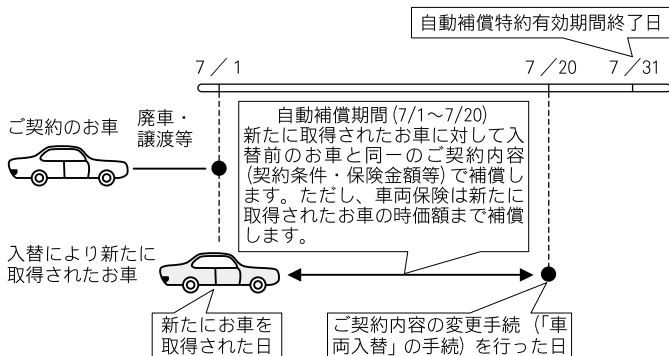 自動補償特約有効期間終了日
7／1
7／20
7／31
ご契約のお車
廃車・
譲渡等
自動補償期間(7/1～7/20)
新たに取得されたお車に対して入
替前のお車と同一のご契約内容
(契約条件・保険金額等)で補償し
ます。ただし、車両保険は新たに
取得されたお車の時価額まで補償
します。
入替により新たに
取得されたお車
新たにお車を
取得された日
ご契約内容の変更手続（「車
両入替」の手続）を行った日